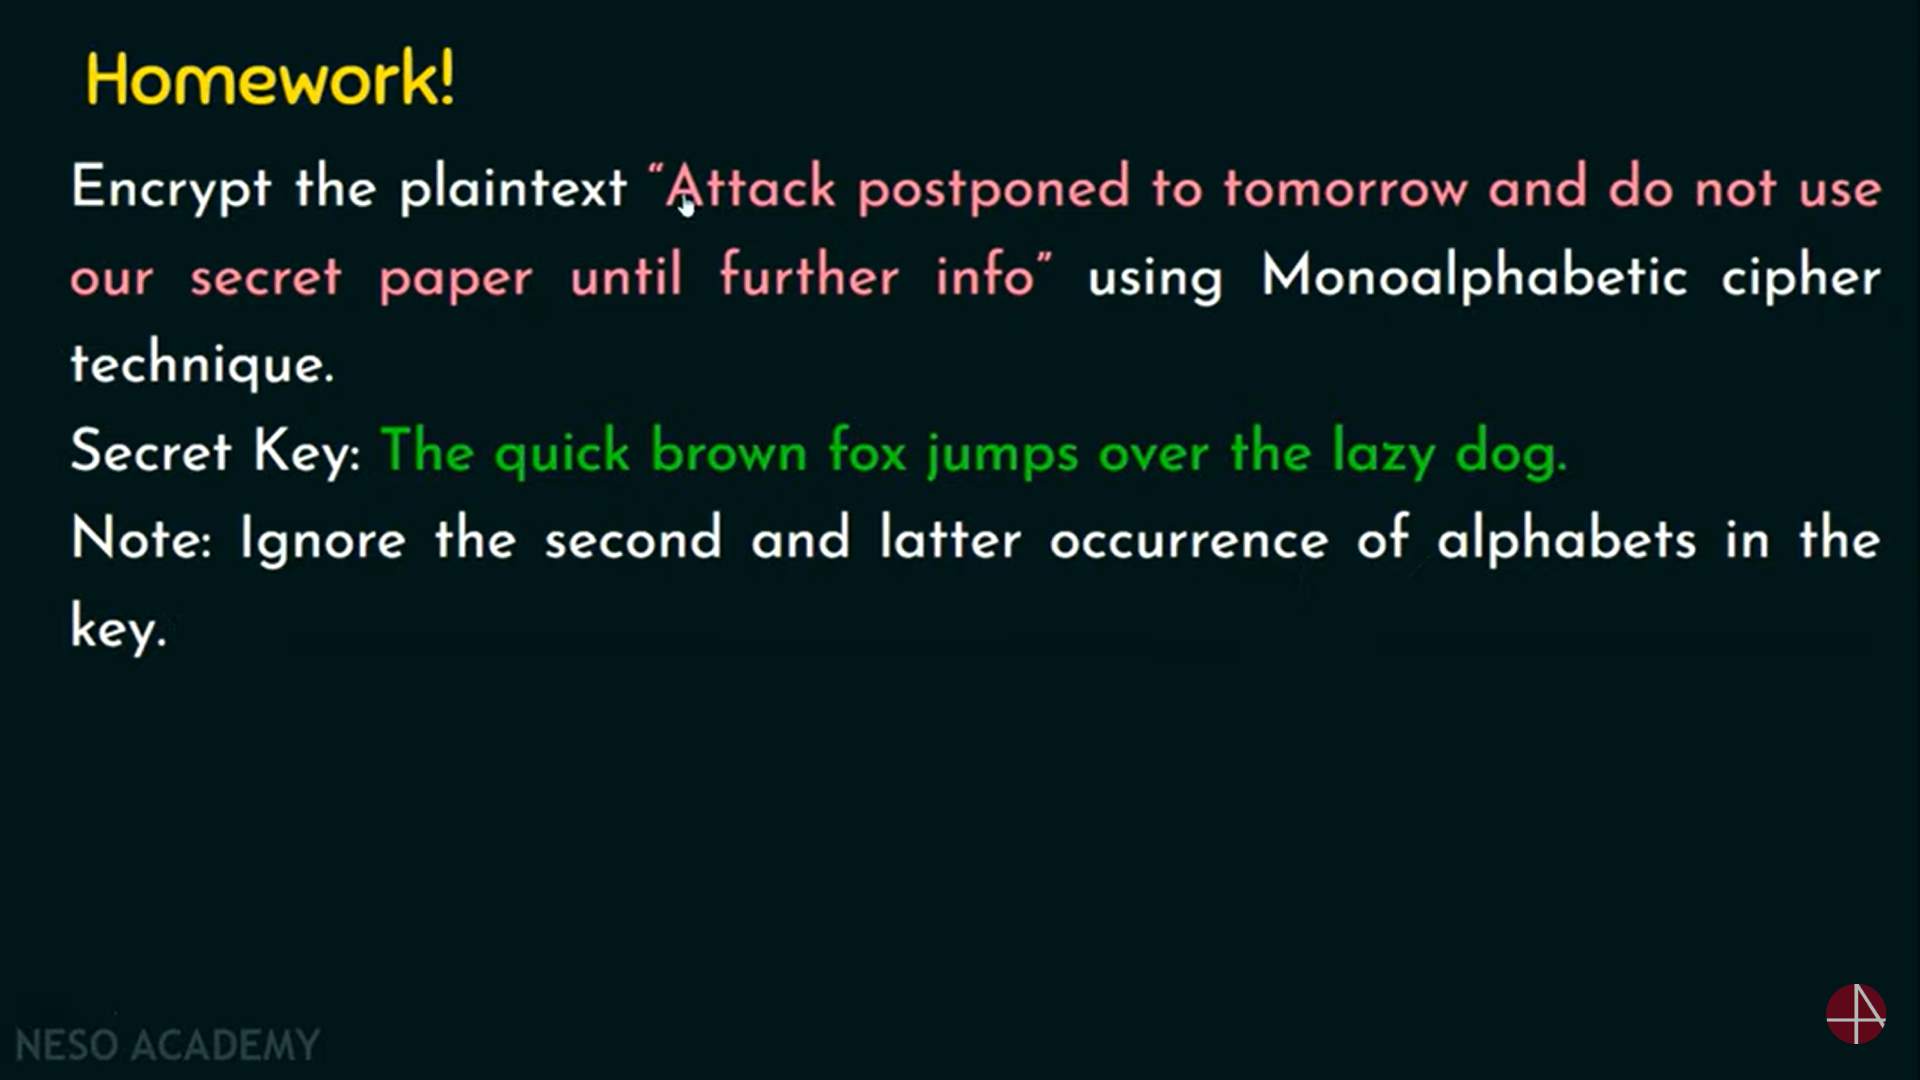 Homework!
Encrypt the plaintext “Attack postponed to tomorrow and do not use
our secret paper until further info” using Monoalphabetic cipher
technique.
Secret Key: The quick brown fox jumps over the lazy dog.
Note: Ignore the second and latter occurrence of alphabets in the
key.
NESO ACADEMY